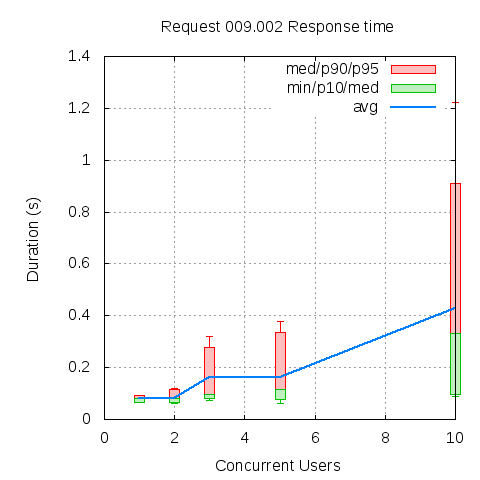 Request 009.002 Response time
med/p90/p95
min/p10/med
avg
Duration (s)
1.4
1.2
1
0.8
0.6
0.4
0.2
0
0 2 4 6 8 10
Concurrent Users